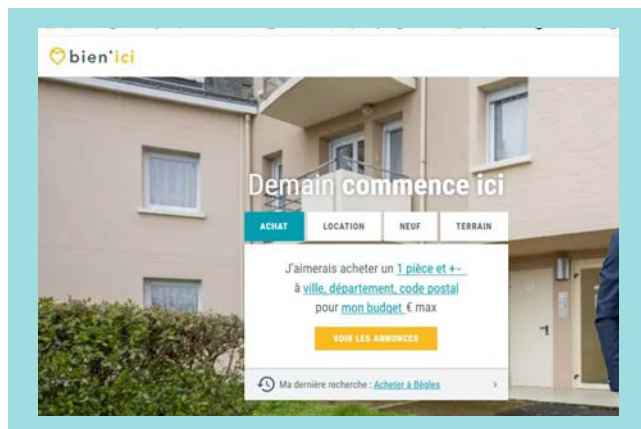 bien'ici
Demain commence ici
ACHAT LOCATION NEUF TERRAIN
J'aimerais acheter un 1 pièce et +
à ville, département, code postal
pour mon budget € max
VOIR LES ANNONCES
Ma dernière recherche : Acheter à Bègles